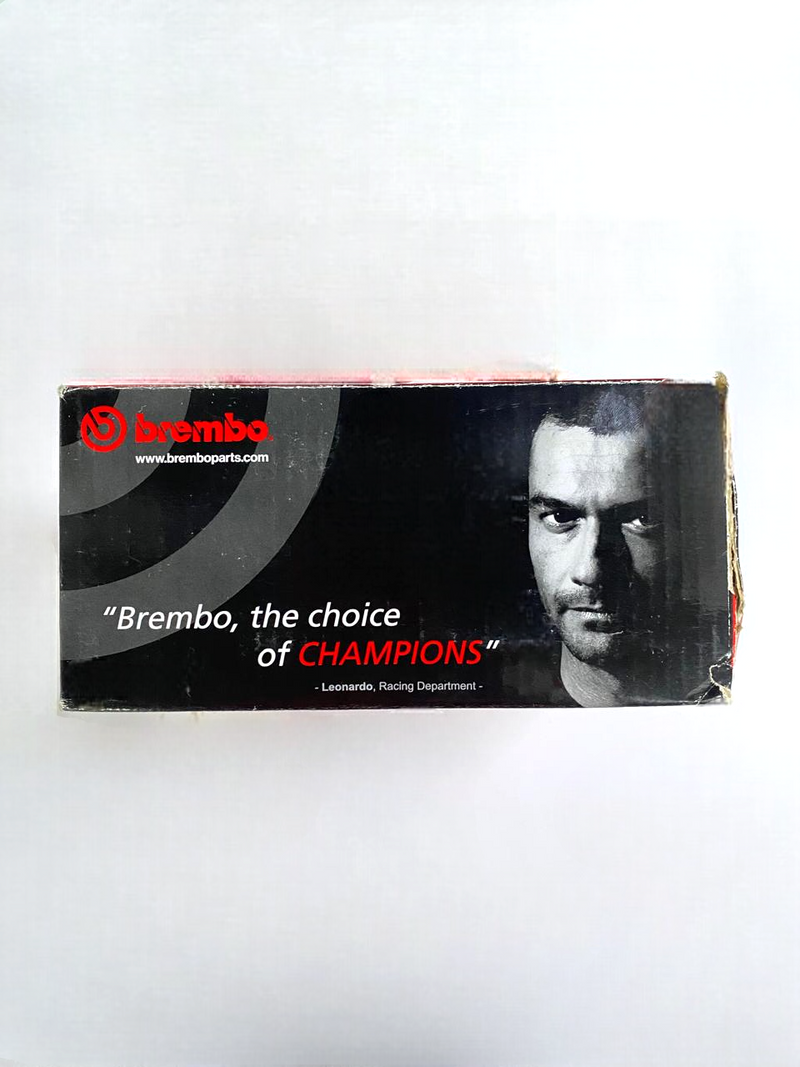 brembo
www.bremboparts.com
“Brembo, the choice
of CHAMPIONS”
- Leonardo, Racing Department -